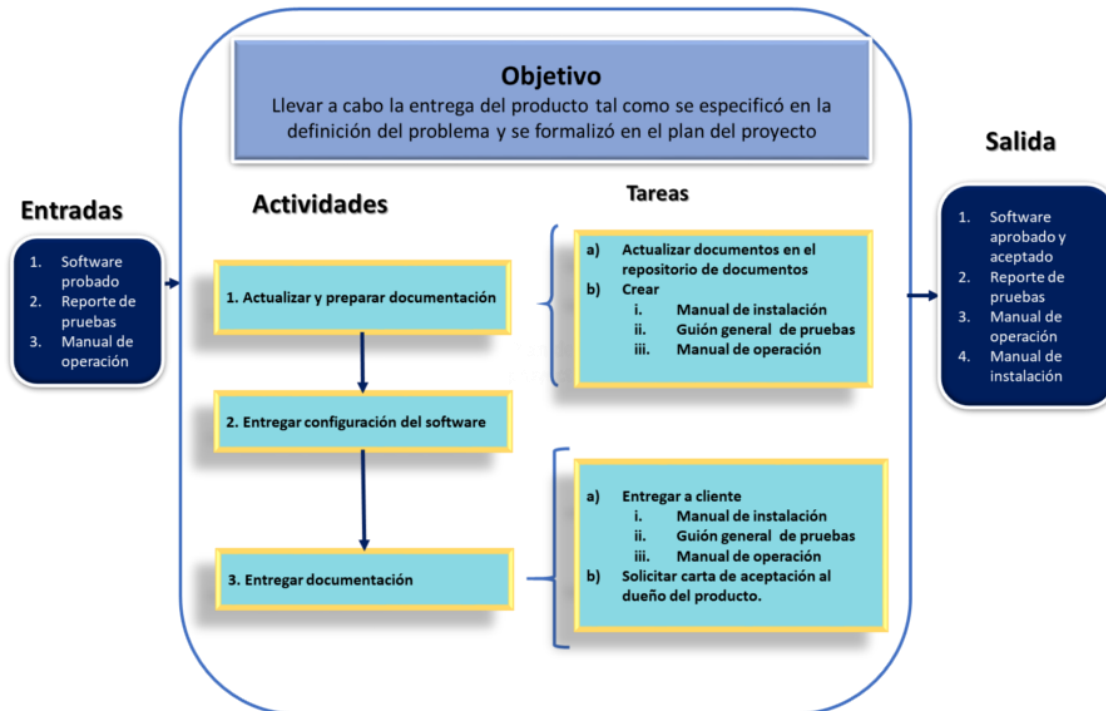 Objetivo
Llevar a cabo la entrega del producto tal como se especificó en la
definición del problema y se formalizó en el plan del proyecto
Entradas
1. Software
probado
2. Reporte de
pruebas
3. Manual de
operación
Actividades
1. Actualizar y preparar documentación
2. Entregar configuración del software
3. Entregar documentación
Tareas
a) Actualizar documentos en el
repositorio de documentos
b) Crear
i. Manual de instalación
ii. Guión general de pruebas
iii. Manual de operación
a) Entregar a cliente
i. Manual de instalación
ii. Guión general de pruebas
iii. Manual de operación
b) Solicitar carta de aceptación al
dueño del producto.
Salida
1. Software
aprobado y
aceptado
2. Reporte de
pruebas
3. Manual de
operación
4. Manual de
instalación